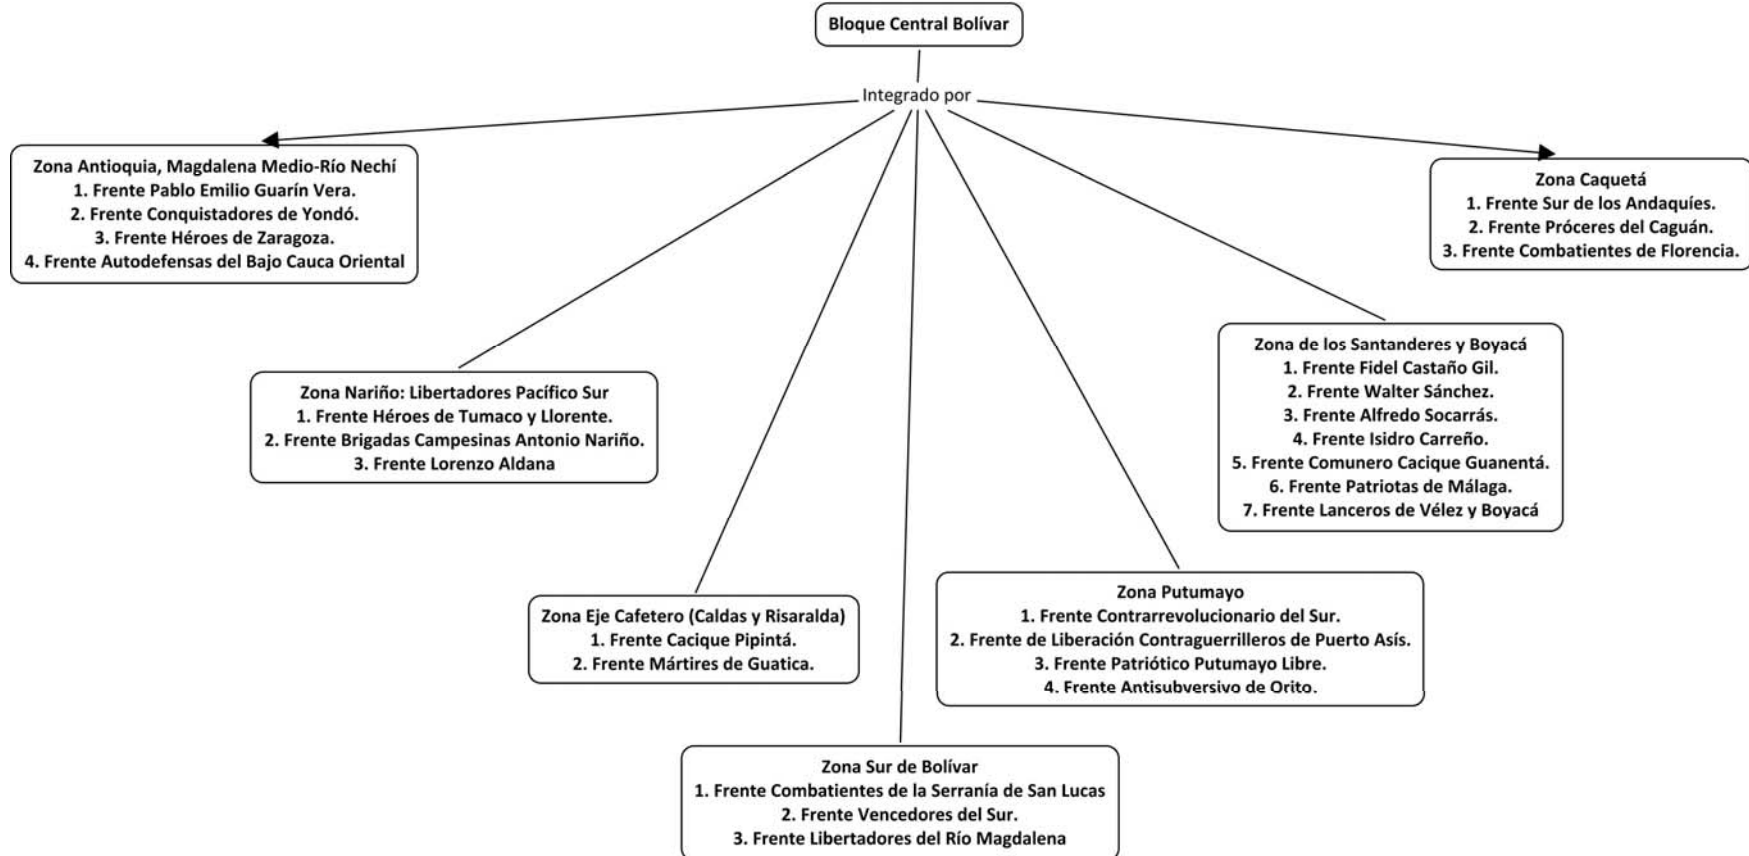 Bloque Central Bolívar
Integrado por
Zona Antioquia, Magdalena Medio-Río Nechí
1. Frente Pablo Emilio Guarín Vera.
2. Frente Conquistadores de Yondó.
3. Frente Héroes de Zaragoza.
4. Frente Autodefensas del Bajo Cauca Oriental
Zona Caquetá
1. Frente Sur de los Andaquíes.
2. Frente Próceres del Caguán.
3. Frente Combatientes de Florencia.
Zona Nariño: Libertadores Pacífico Sur
1. Frente Héroes de Tumaco y Llorente.
2. Frente Brigadas Campesinas Antonio Nariño.
3. Frente Lorenzo Aldana
Zona de los Santanderes y Boyacá
1. Frente Fidel Castaño Gil.
2. Frente Walter Sánchez.
3. Frente Alfredo Socarrás.
4. Frente Isidro Carreño.
5. Frente Comunero Cacique Guanentá.
6. Frente Patriotas de Málaga.
7. Frente Lanceros de Vélez y Boyacá
Zona Eje Cafetero (Caldas y Risaralda)
1. Frente Cacique Pipintá.
2. Frente Mártires de Guatica.
Zona Putumayo
1. Frente Contrarrevolucionario del Sur.
2. Frente de Liberación Contraguerrilleros de Puerto Asís.
3. Frente Patriótico Putumayo Libre.
4. Frente Antisubversivo de Orito.
Zona Sur de Bolívar
1. Frente Combatientes de la Serranía de San Lucas
2. Frente Vencedores del Sur.
3. Frente Libertadores del Río Magdalena